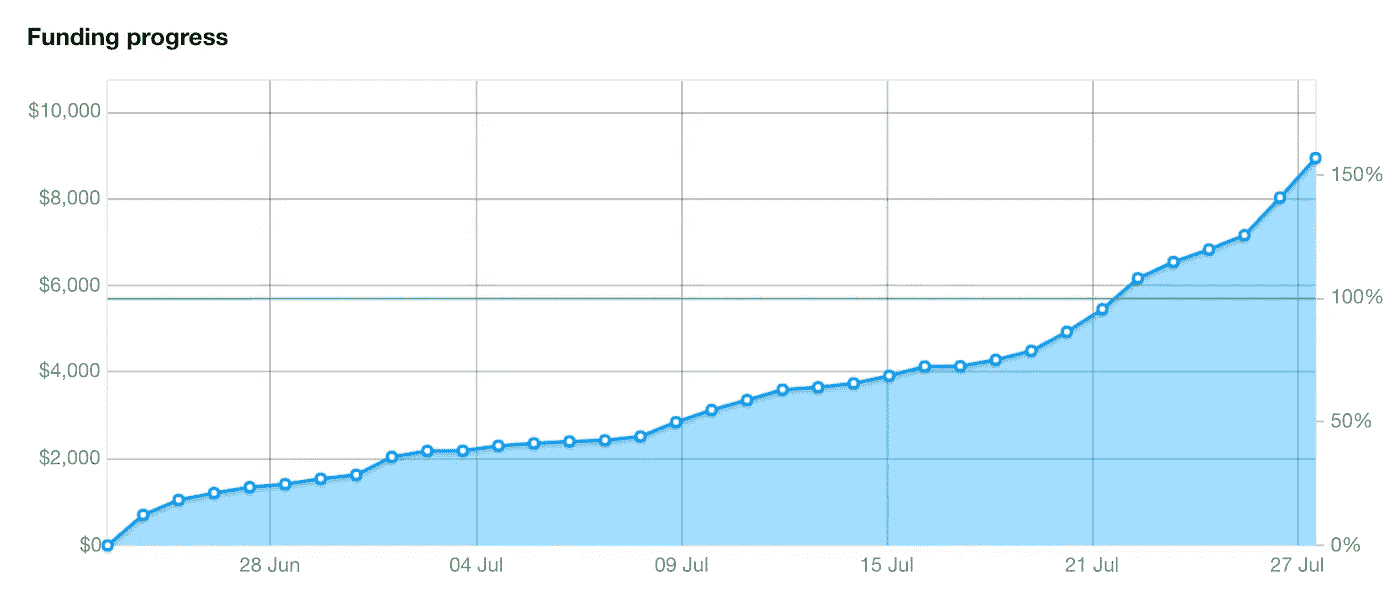 Funding progress
$10,000
$8,000
$6,000
$4,000
$2,000
$0
150%
100%
50%
0%
28 Jun
04 Jul
09 Jul
15 Jul
21 Jul
27 Jul